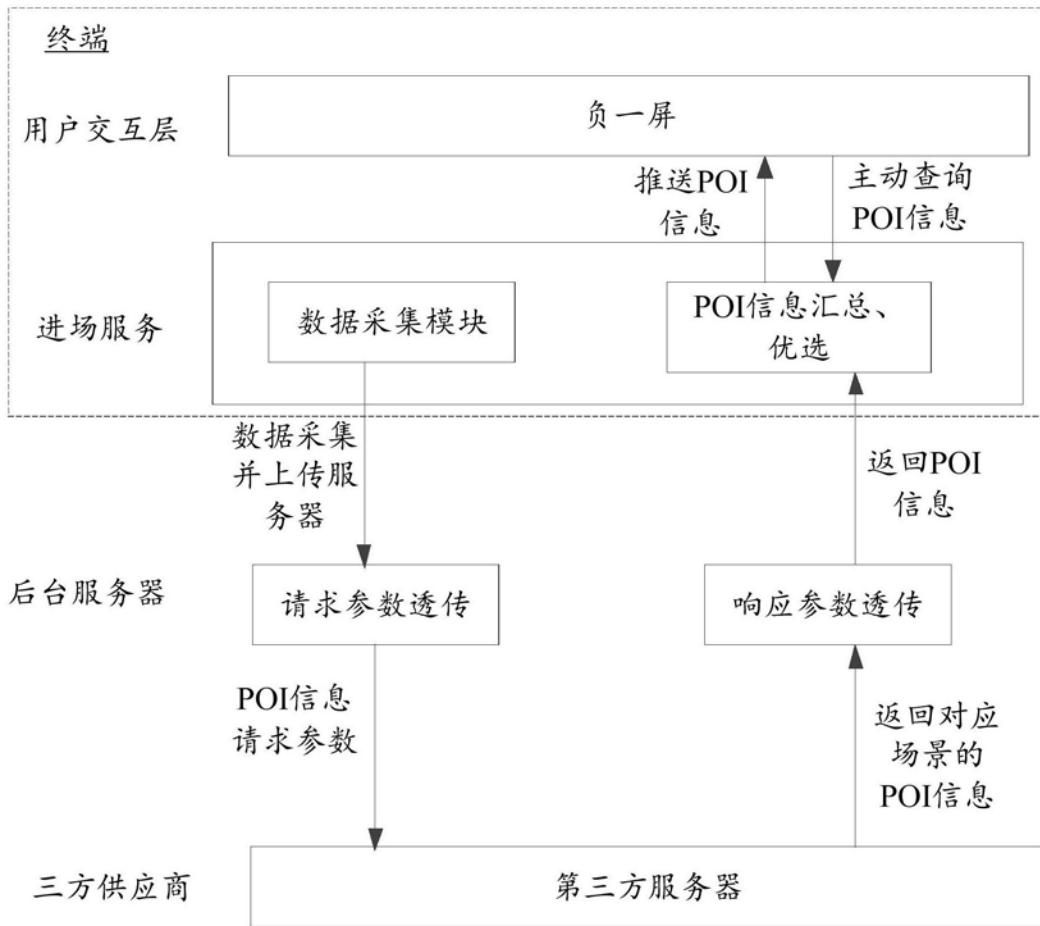 终端
用户交互层
负一屏
推送POI
信息
主动查询
POI信息
进场服务
数据采集模块
POI信息汇总、
优选
数据采集
并上传服
务器
返回POI
信息
后台服务器
请求参数透传
响应参数透传
POI信息
请求参数
返回对应
场景的
POI信息
三方供应商
第三方服务器